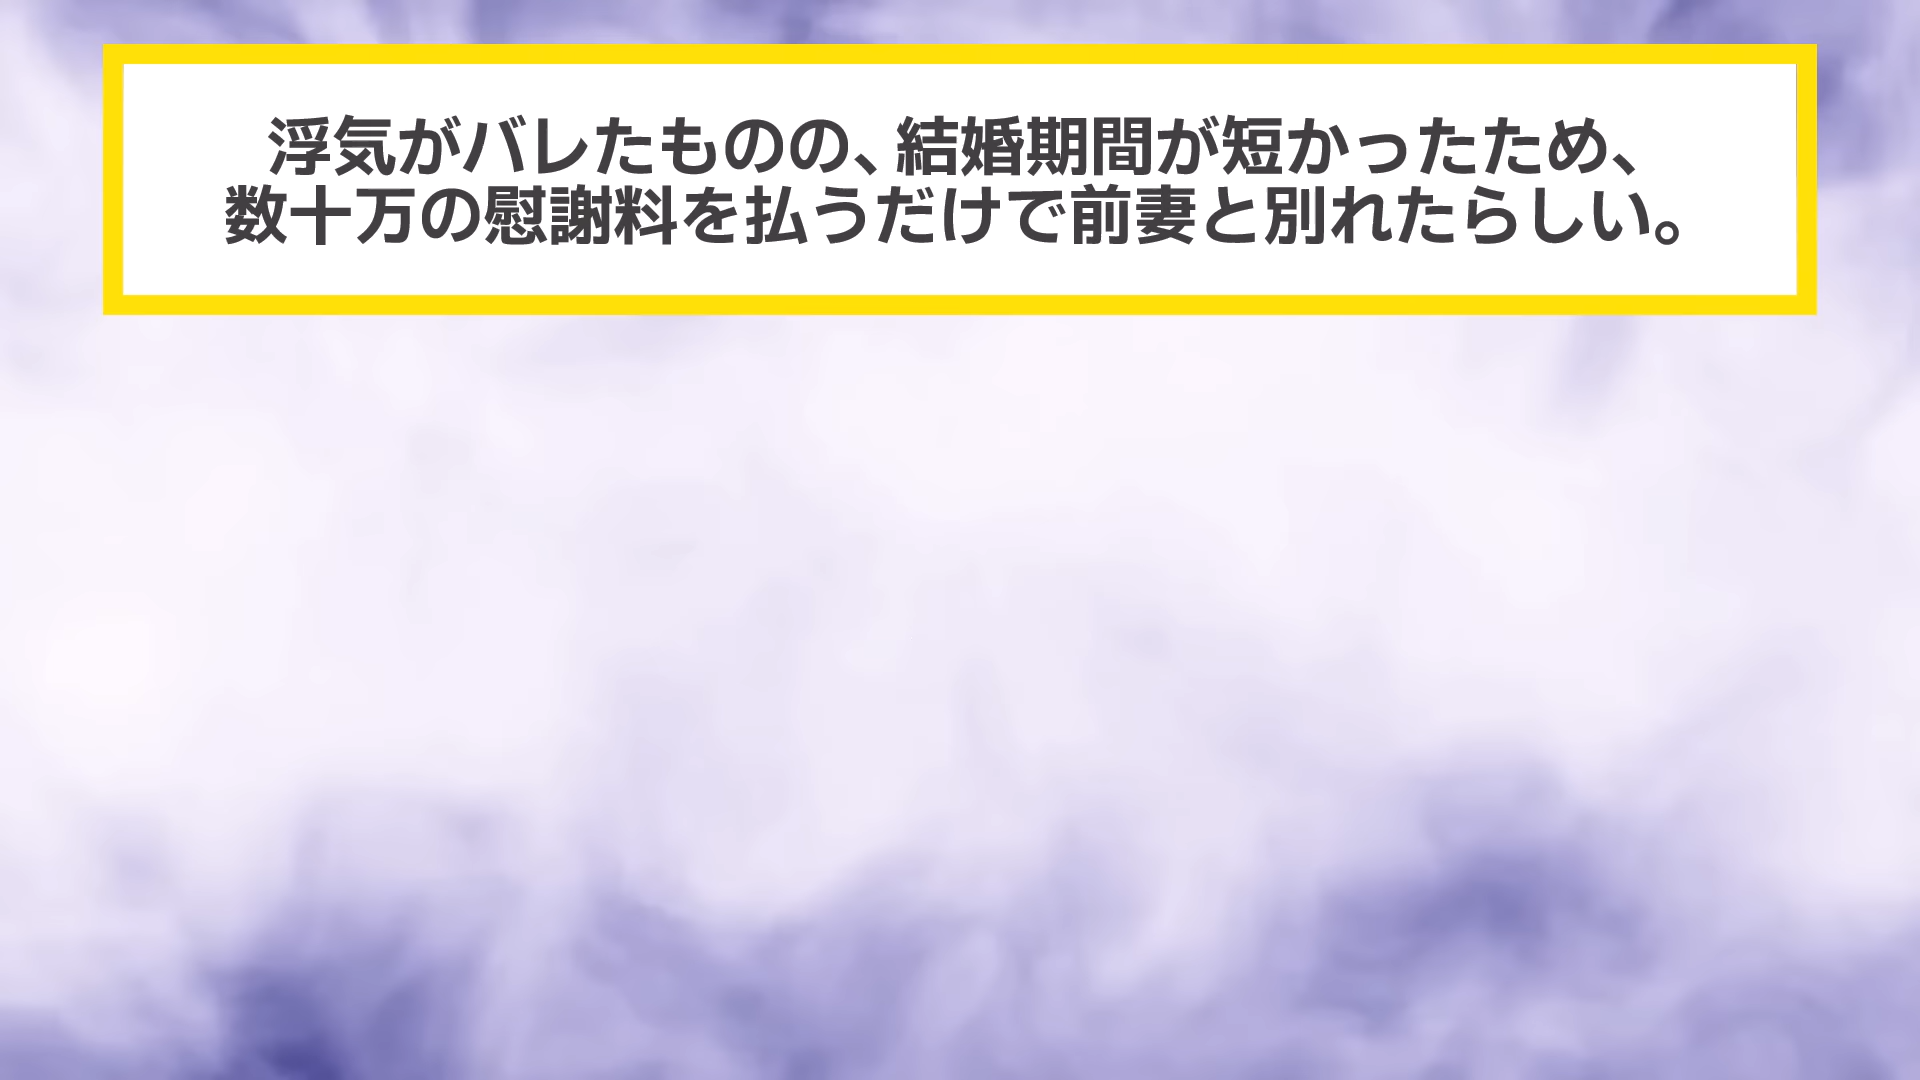 浮気がバレたものの、結婚期間が短かったため、
数十万の慰謝料を払うだけで前妻と別れたらしい。